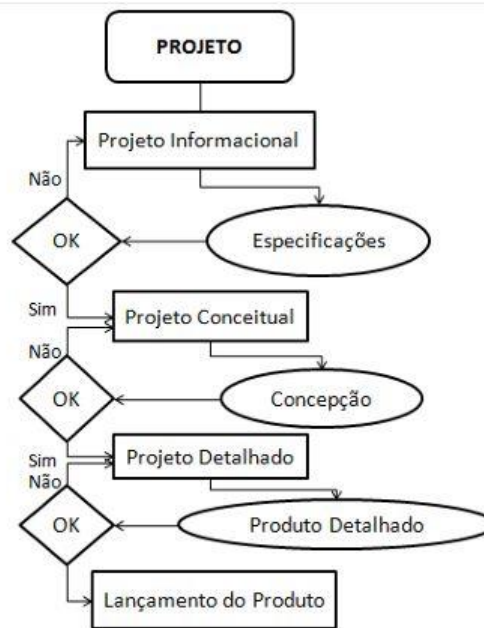 PROJETO
Projeto Informacional
Não
OK
Especificações
Sim
Projeto Conceitual
Não
OK
Concepção
Sim
Projeto Detalhado
Não
OK
Produto Detalhado
Lançamento do Produto